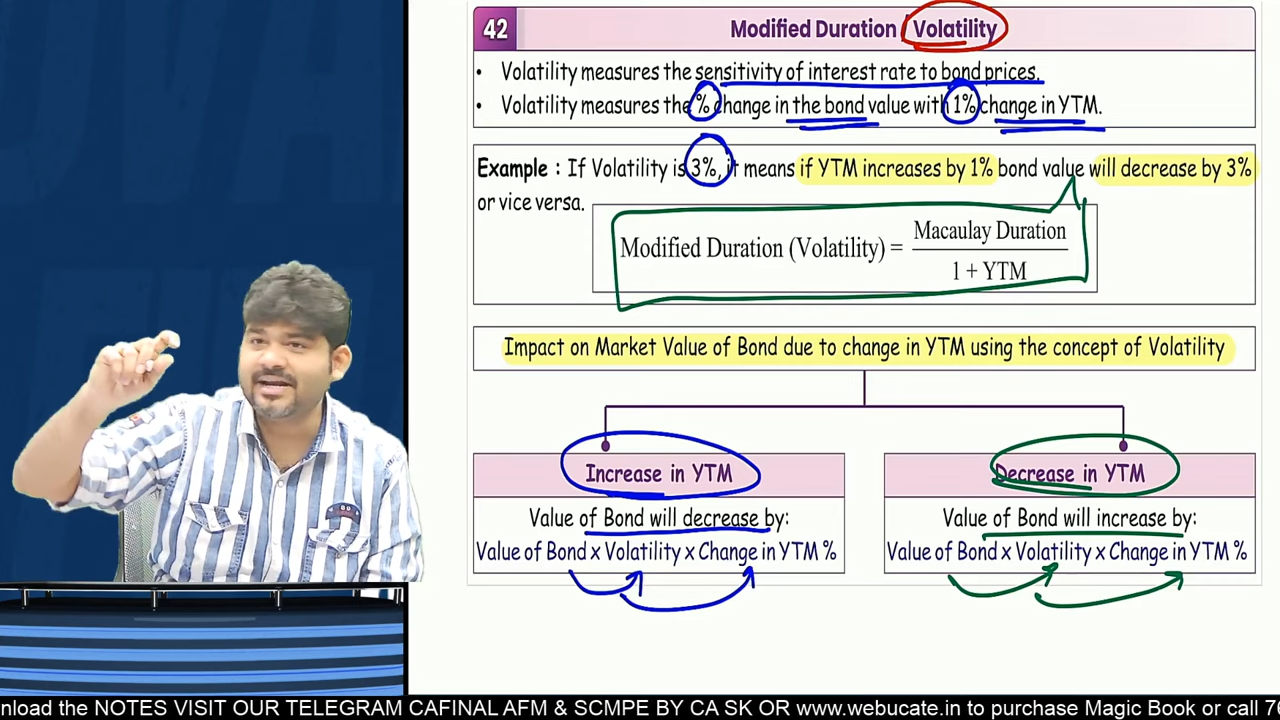 42
Modified Duration / Volatility
• Volatility measures the sensitivity of interest rate to bond prices.
• Volatility measures the % change in the bond value with 1% change in YTM.
Example : If Volatility is 3%, it means if YTM increases by 1% bond value will decrease by 3%
or vice versa.
Modified Duration (Volatility) = Macaulay Duration
1 + YTM
Impact on Market Value of Bond due to change in YTM using the concept of Volatility
Increase in YTM
Value of Bond will decrease by:
Value of Bond x Volatility x Change in YTM %
Decrease in YTM
Value of Bond will increase by:
Value of Bond x Volatility x Change in YTM %
nload the NOTES VISIT OUR TELEGRAM CAFINAL AFM & SCMPE BY CA SK OR www.webucate.in to purchase Magic Book or call 76